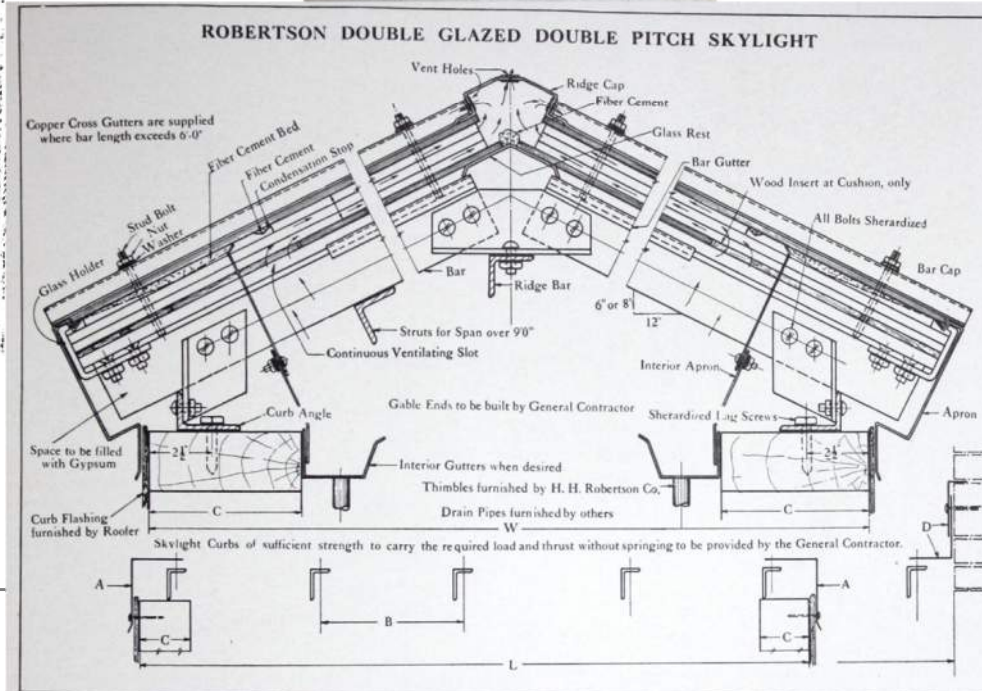 ROBERTSON DOUBLE GLAZED DOUBLE PITCH SKYLIGHT
Vent Holes
Ridge Cap
Fiber Cement
Copper Cross Gutters are supplied
where bar length exceeds 6'-0"
Fiber Cement Bed
Fiber Cement
Condensation Stop
Glass Rest
Bar Gutter
Wood Insert at Cushion, only
All Bolts Sherardized
Stud Bolt
Nut
Washer
Glass Holder
Bar Cap
Bar
Ridge Bar
6" or 8"
12"
Struts for Span over 9'0"
Continuous Ventilating Slot
Interior Apron
Curb Angle
Gable Ends to be built by General Contractor
Sherardized Lag Screws
Apron
Space to be filled
with Gypsum
2½"
2½"
Interior Gutters when desired
Thimbles furnished by H. H. Robertson Co.
Curb Flashing
furnished by Roofer
C
Drain Pipes furnished by others
C
W
D
Skylight Curbs of sufficient strength to carry the required load and thrust without springing to be provided by the General Contractor.
A
A
B
C
C
L